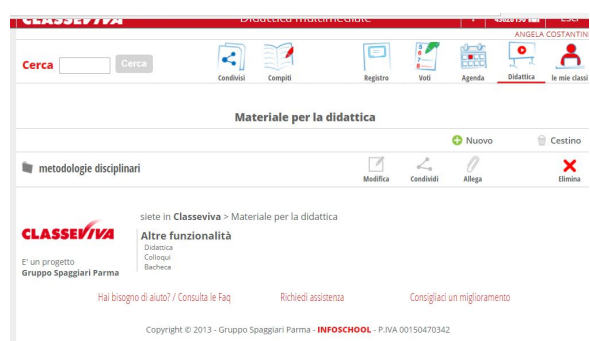 CLASSEVIVA Didattica multimediale Esci
ANGELA COSTANTINI
Cerca Cerca
Condivisi Compiti Registro Voti Agenda Didattica le mie classi
Materiale per la didattica
Nuovo Cestino
metodologie disciplinari
Modifica Condividi Allega Elimina
siete in Classeviva > Materiale per la didattica
CLASSEVIVA
Altre funzionalità
Didattica
Colloqui
Bacheca
E' un progetto
Gruppo Spaggiari Parma
Hai bisogno di aiuto? / Consulta le Faq Richiedi assistenza Consigliaci un miglioramento
Copyright © 2013 - Gruppo Spaggiari Parma - INFOSCHOOL - P.IVA 00150470342